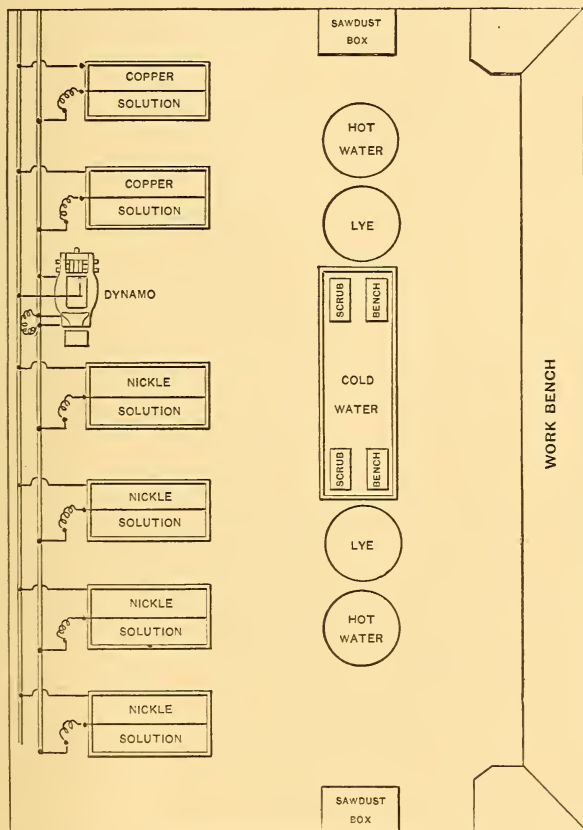 SAWDUST
BOX
COPPER
SOLUTION
HOT
WATER
COPPER
SOLUTION
LYE
DYNAMO
SCRUB
BENCH
NICKLE
SOLUTION
COLD
WATER
WORK BENCH
SCRUB
BENCH
NICKLE
SOLUTION
LYE
NICKLE
SOLUTION
HOT
WATER
NICKLE
SOLUTION
SAWDUST
BOX